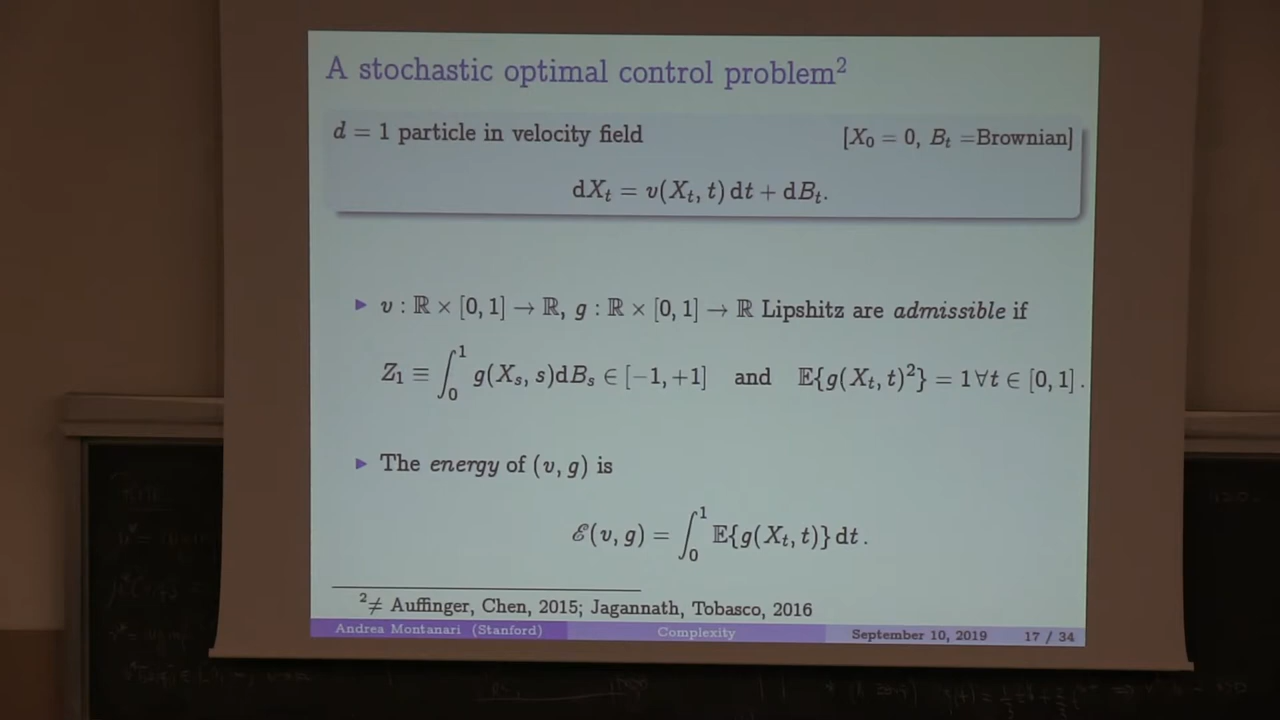 A stochastic optimal control problem²
d = 1 particle in velocity field [X₀ = 0, Bₜ =Brownian]
dXₜ = v(Xₜ, t) dt + dBₜ.
▶ v : ℝ × [0, 1] → ℝ, g : ℝ × [0, 1] → ℝ Lipshitz are admissible if
Z₁ ≡ ∫₀¹ g(Xₛ, s)dBₛ ∈ [−1, +1] and 𝔼{g(Xₜ, t)²} = 1∀t ∈ [0, 1] .
▶ The energy of (v, g) is
ℰ(v, g) = ∫₀¹ 𝔼{g(Xₜ, t)} dt .
²≠ Auffinger, Chen, 2015; Jagannath, Tobasco, 2016
Andrea Montanari (Stanford) Complexity September 10, 2019 17 / 34